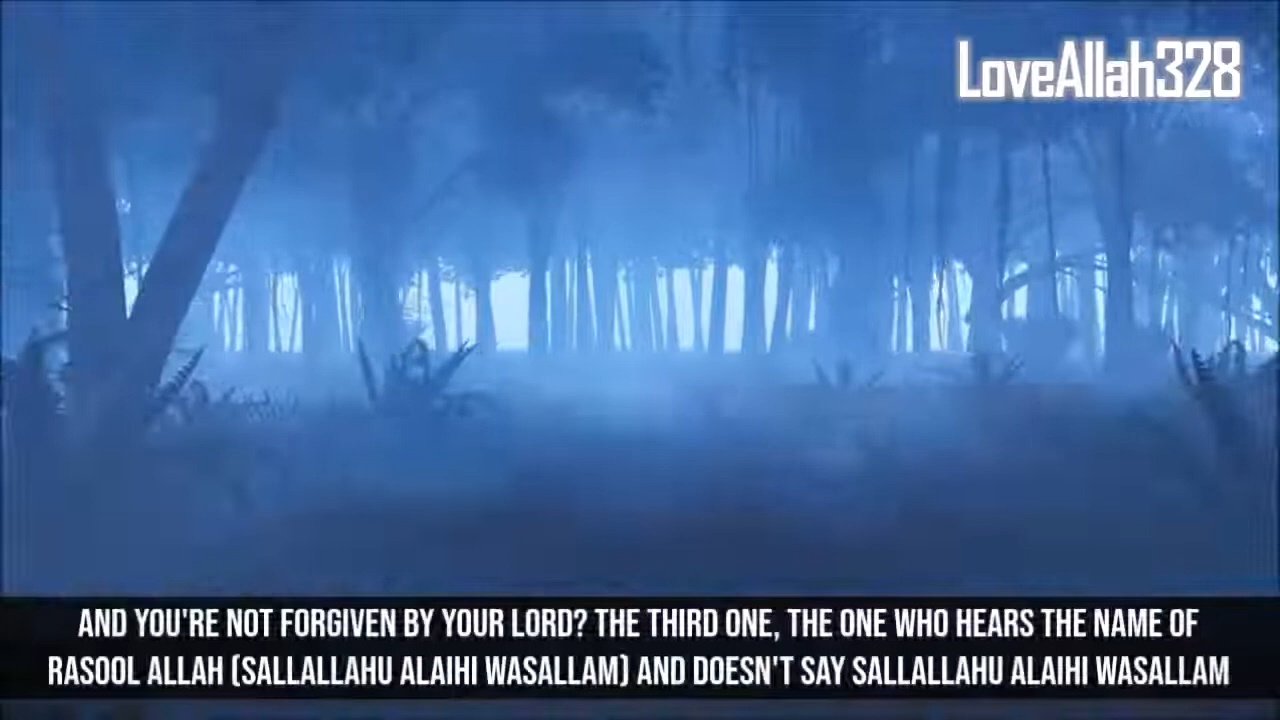 LoveAllah328
AND YOU'RE NOT FORGIVEN BY YOUR LORD? THE THIRD ONE, THE ONE WHO HEARS THE NAME OF
RASOOL ALLAH (SALLALLAHU ALAIHI WASALLAM) AND DOESN'T SAY SALLALLAHU ALAIHI WASALLAM